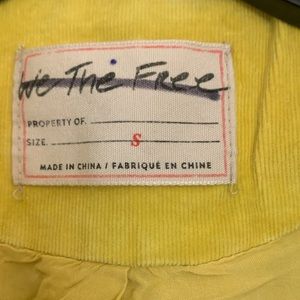 We The Free
PROPERTY OF.
SIZE. S
MADE IN CHINA / FABRIQUÉ EN CHINE